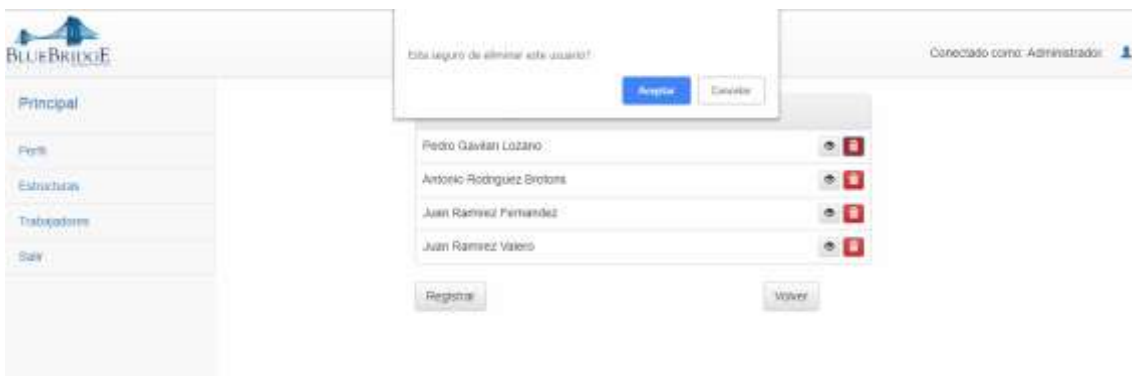 BLUEBRIDGE
Esta seguro de eliminar este usuario?
Aceptar Cancelar
Conectado como: Administrador
Principal
Perfil
Estructuras
Trabajadores
Salir
Pedro Gavilan Lozano
Antonio Rodriguez Brotons
Juan Ramirez Fernandez
Juan Ramirez Valero
Registrar Volver